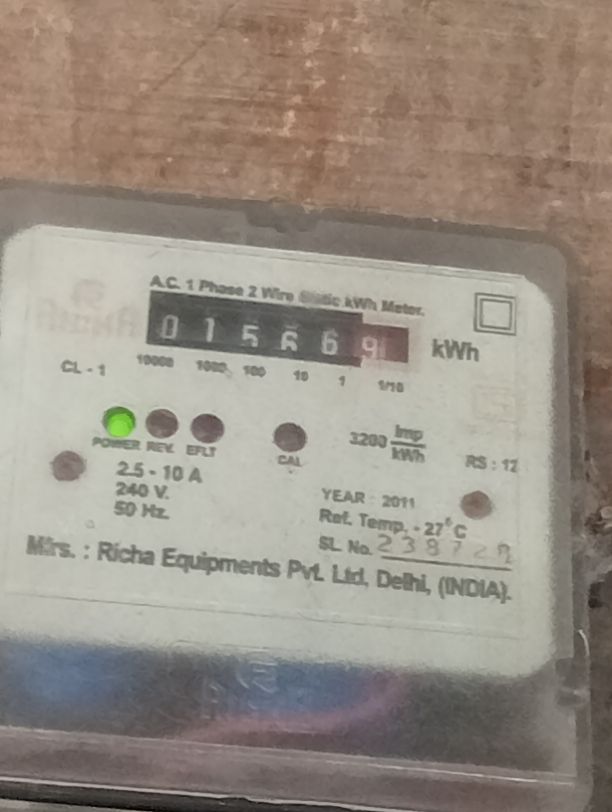 A.C. 1 Phase 2 Wire Static kWh Meter.
0 1 5 6 6 9 kWh
CL - 1 10000 1000 100 10 1 1/10
POWER REV. EFLT CAL
3200 Imp/kWh RS : 12
2.5 - 10 A
240 V.
50 Hz.
YEAR : 2011
Ref. Temp. - 27°C
SL. No.
Mfrs. : Richa Equipments Pvt. Ltd, Delhi, (INDIA).